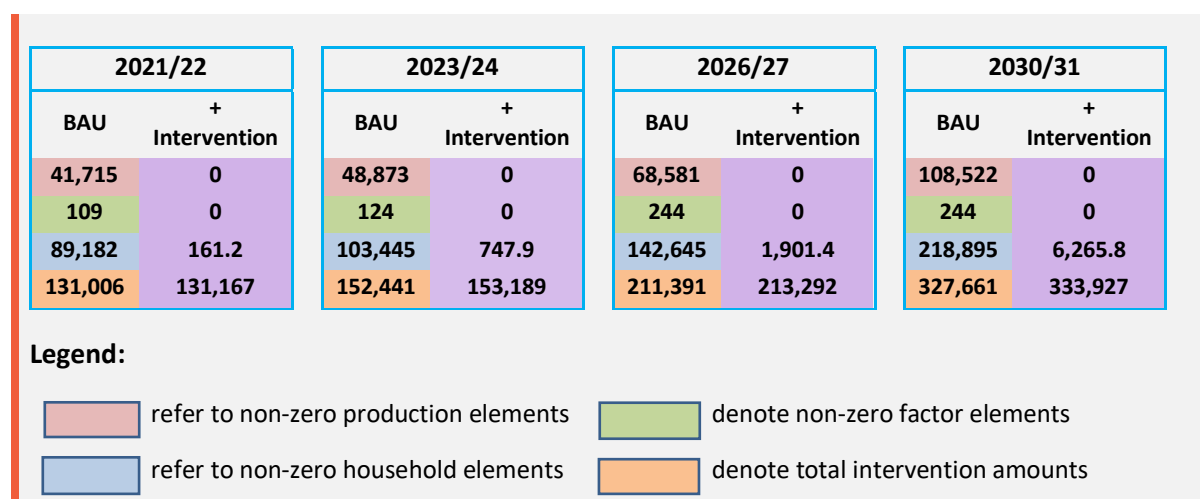 2021/22 2023/24 2026/27 2030/31
BAU + Intervention BAU + Intervention BAU + Intervention BAU + Intervention
41,715 0 48,873 0 68,581 0 108,522 0
109 0 124 0 244 0 244 0
89,182 161.2 103,445 747.9 142,645 1,901.4 218,895 6,265.8
131,006 131,167 152,441 153,189 211,391 213,292 327,661 333,927
Legend:
refer to non-zero production elements denote non-zero factor elements
refer to non-zero household elements denote total intervention amounts